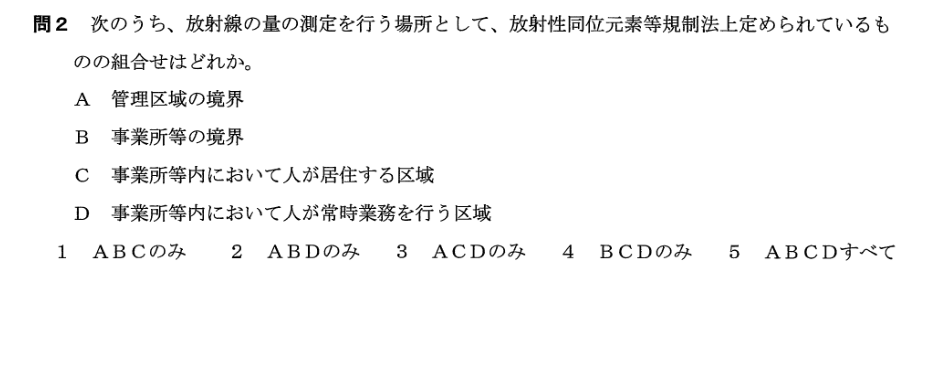 問2 次のうち、放射線の量の測定を行う場所として、放射性同位元素等規制法上定められているも
のの組合せはどれか。
A 管理区域の境界
B 事業所等の境界
C 事業所等内において人が居住する区域
D 事業所等内において人が常時業務を行う区域
1 ABCのみ 2 ABDのみ 3 ACDのみ 4 BCDのみ 5 ABCDすべて